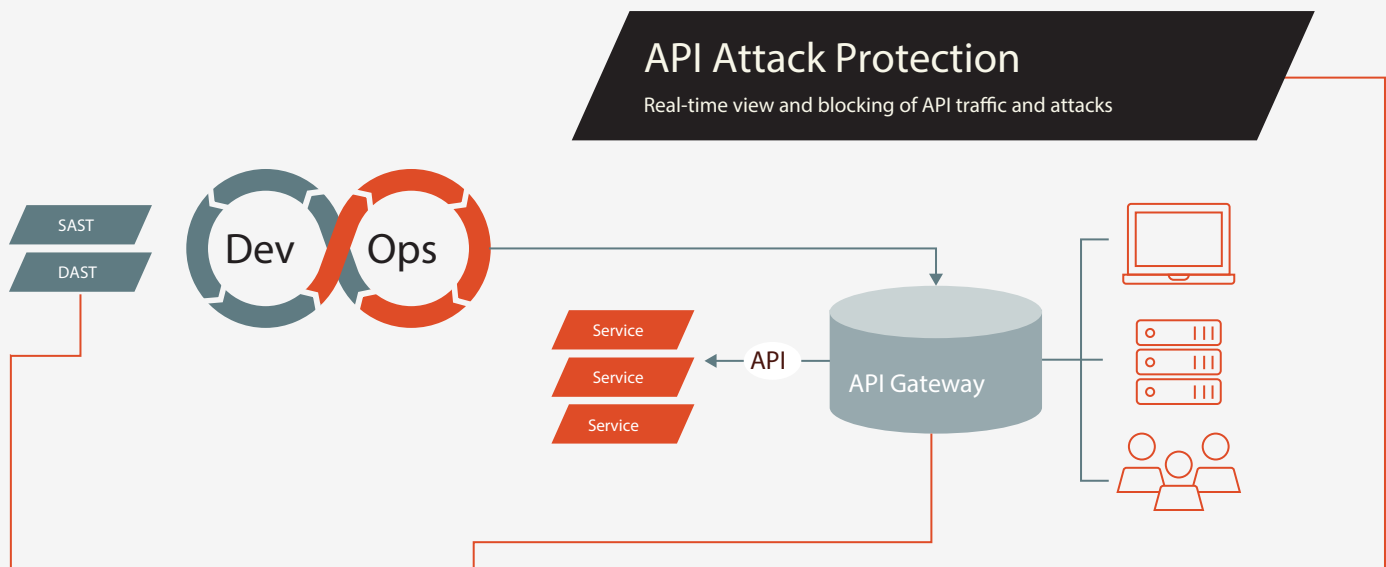 API Attack Protection
Real-time view and blocking of API traffic and attacks
SAST
DAST
Dev
Ops
Service
Service
Service
API
API Gateway